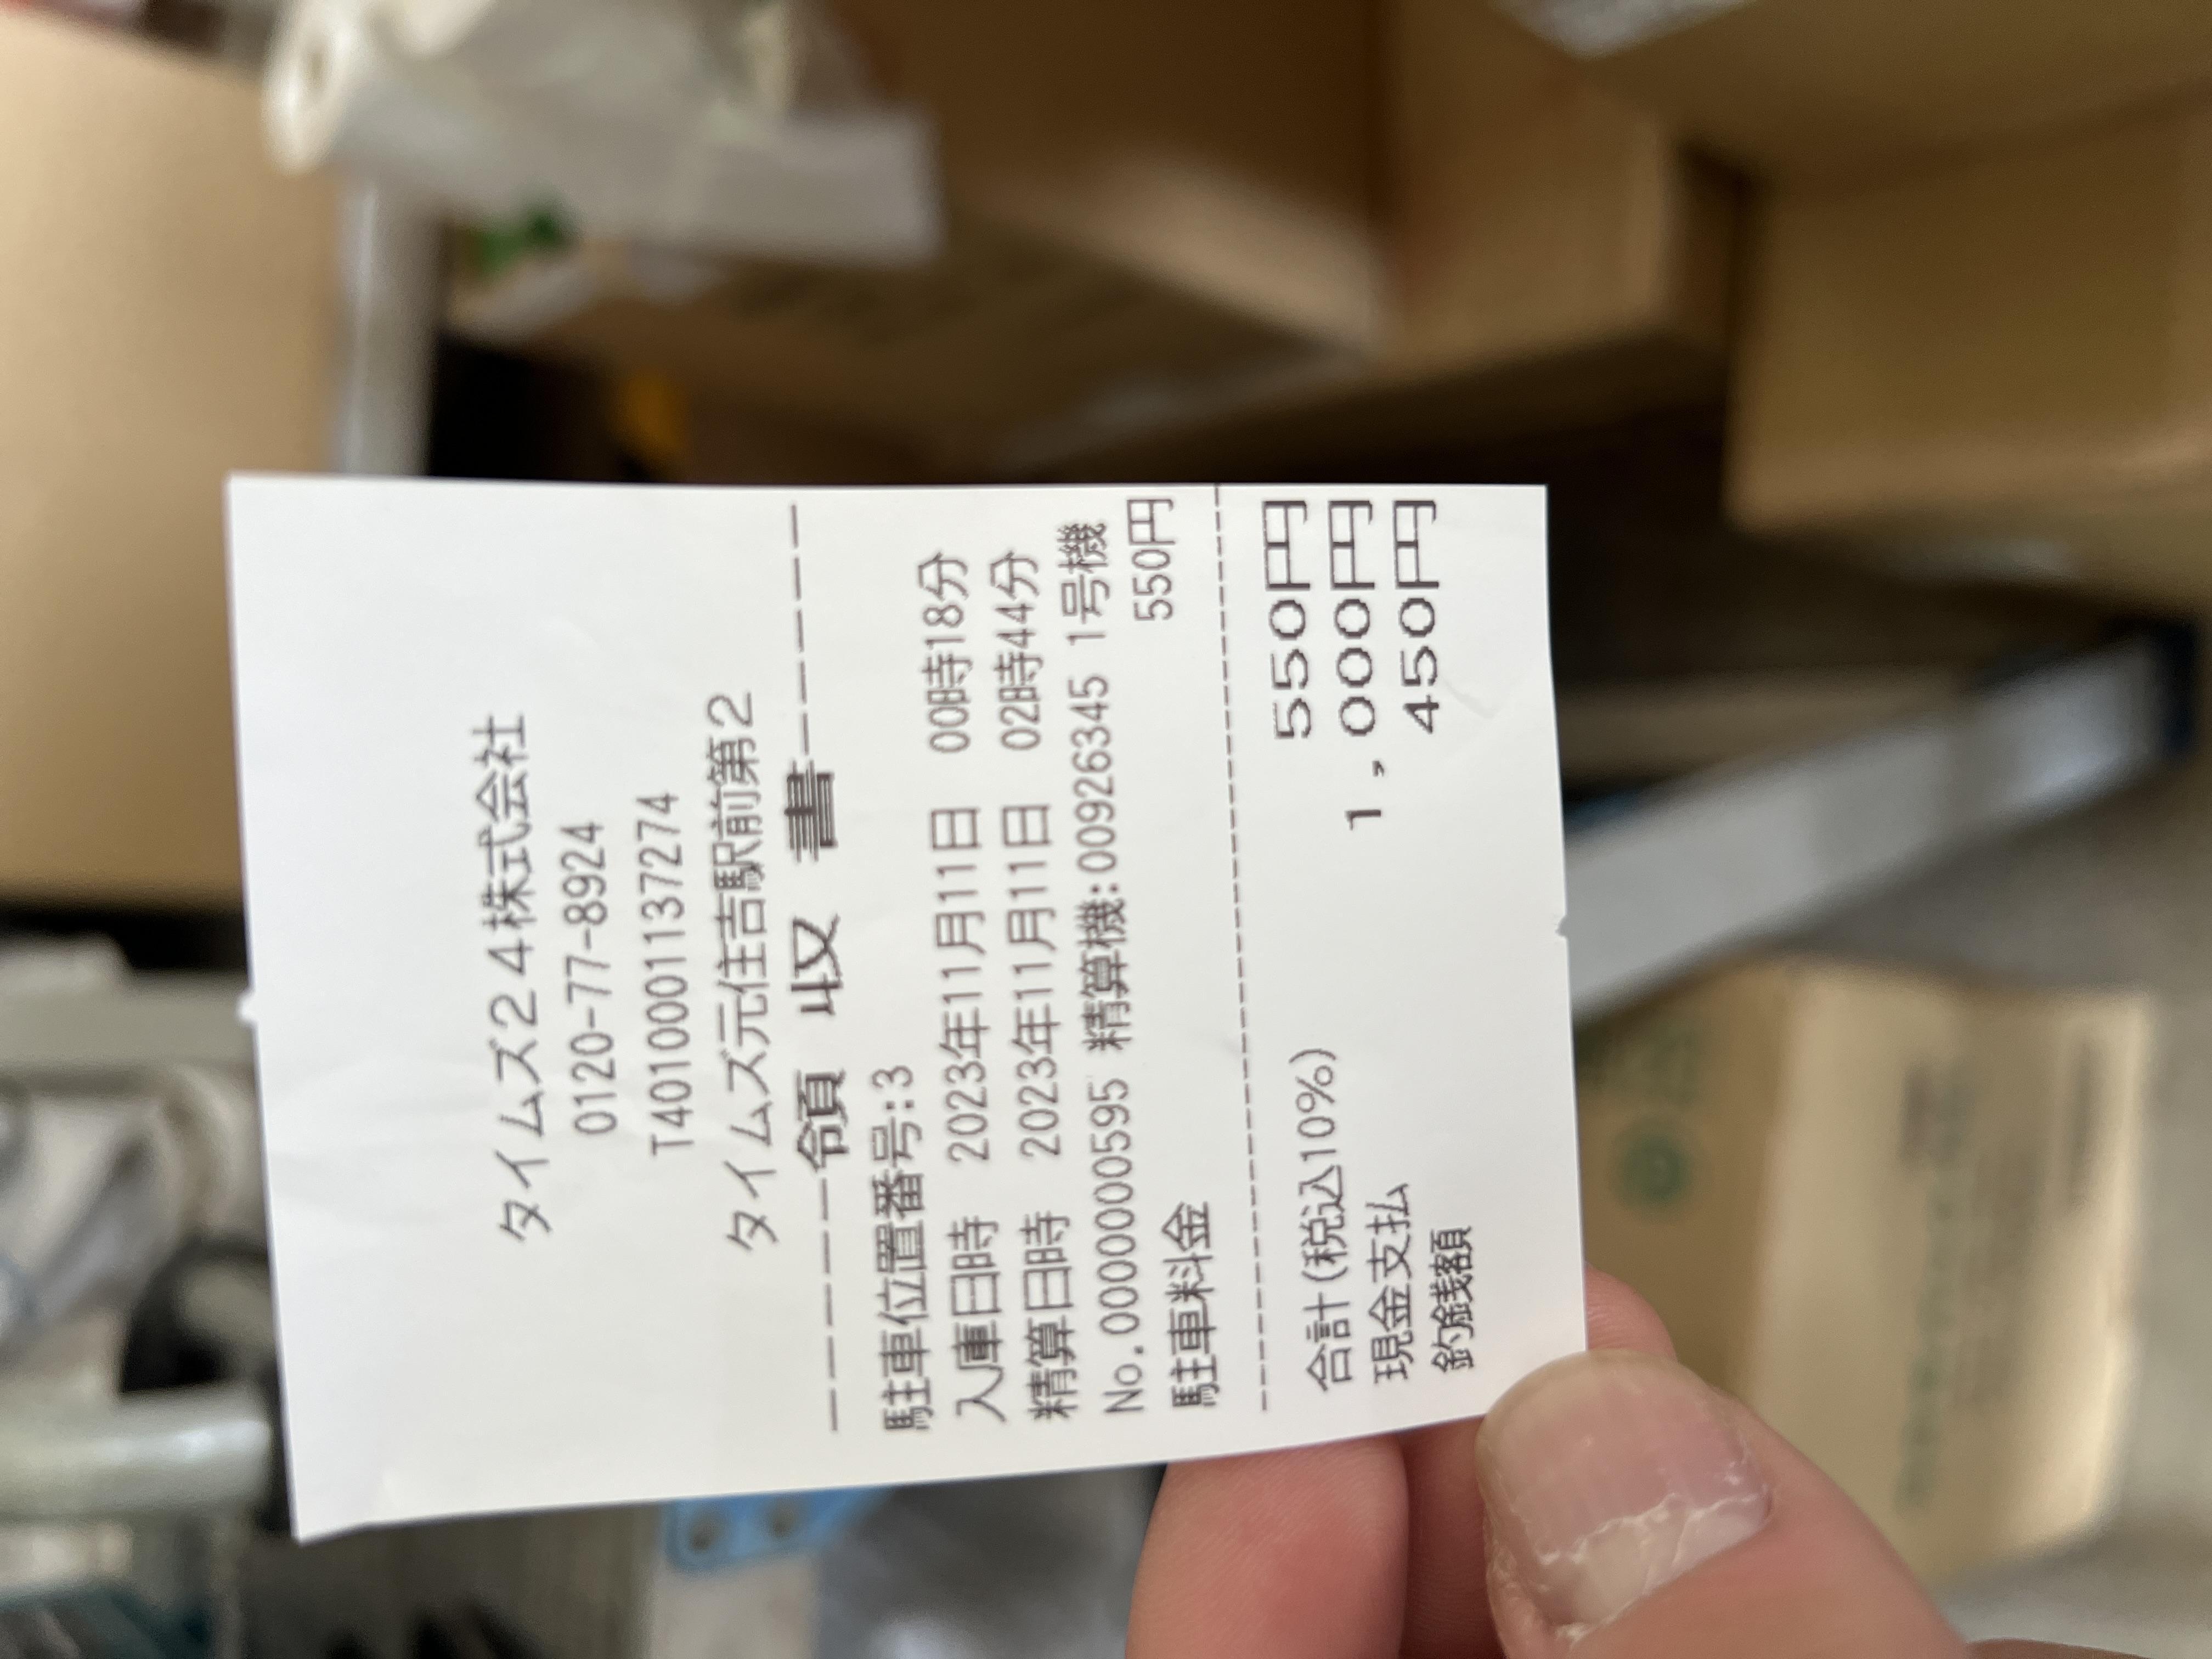 タイムズ24株式会社
0120-77-8924
T4010001137274
タイムズ元住吉駅前第2
------領 収 書------
駐車位置番号:3
入庫日時 2023年11月11日 00時18分
精算日時 2023年11月11日 02時44分
No.0000000595 精算機:00926345 1号機
駐車料金 550円
合計(税込10%) 550円
現金支払 1,000円
釣銭額 450円